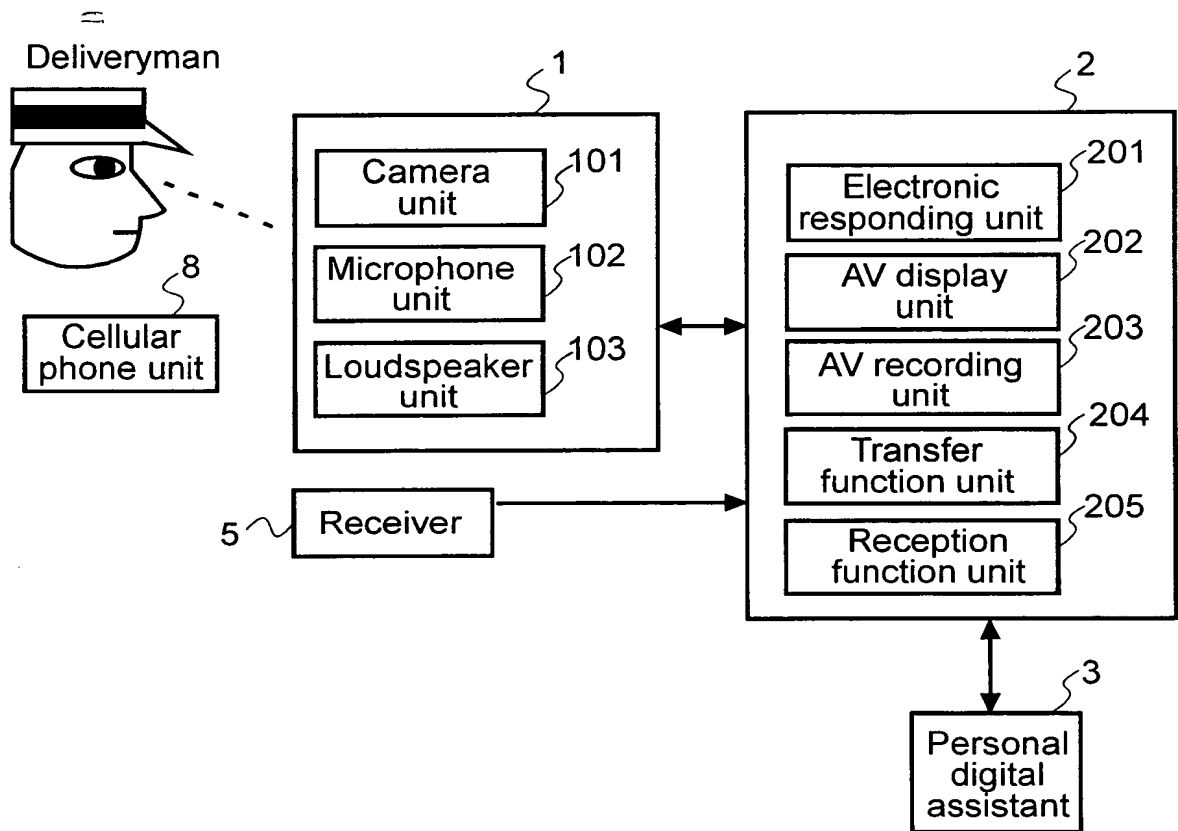 Deliveryman
1
2
Camera
unit
101
Microphone
unit
102
Loudspeaker
unit
103
8
Cellular
phone unit
5
Receiver
Electronic
responding unit
201
AV display
unit
202
AV recording
unit
203
Transfer
function unit
204
Reception
function unit
205
3
Personal
digital
assistant